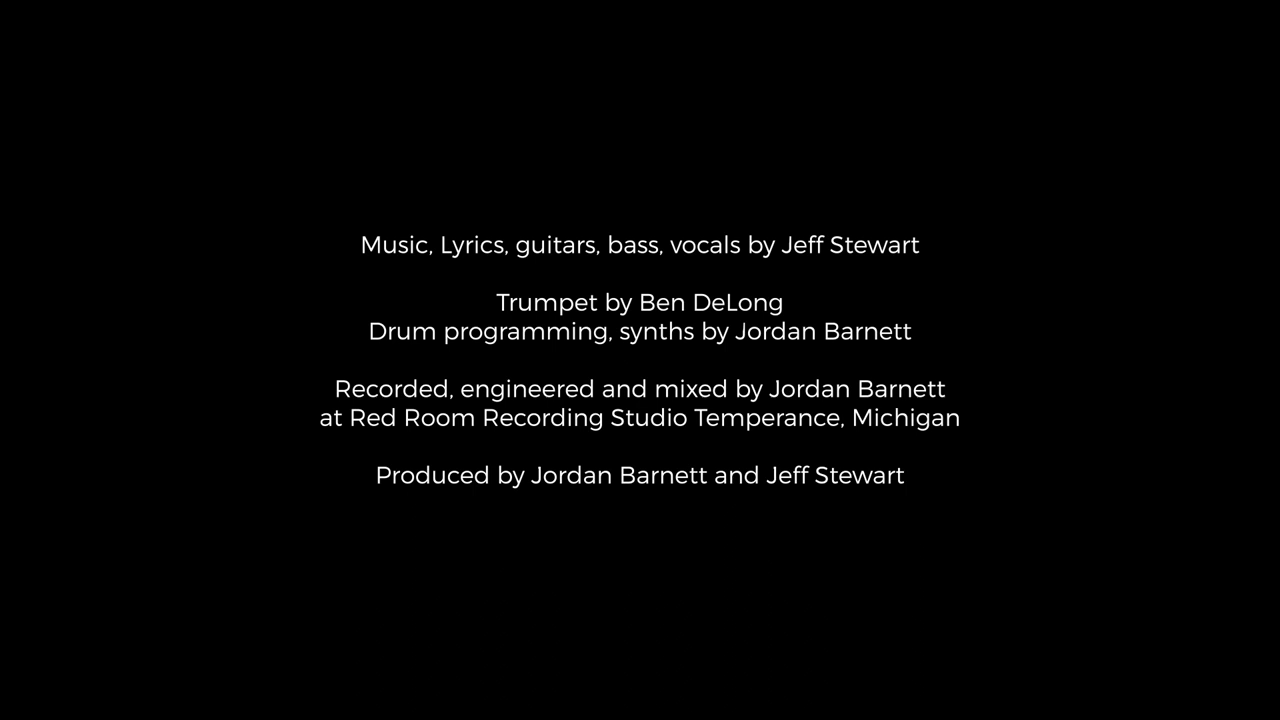 Music, Lyrics, guitars, bass, vocals by Jeff Stewart
Trumpet by Ben DeLong
Drum programming, synths by Jordan Barnett
Recorded, engineered and mixed by Jordan Barnett
at Red Room Recording Studio Temperance, Michigan
Produced by Jordan Barnett and Jeff Stewart